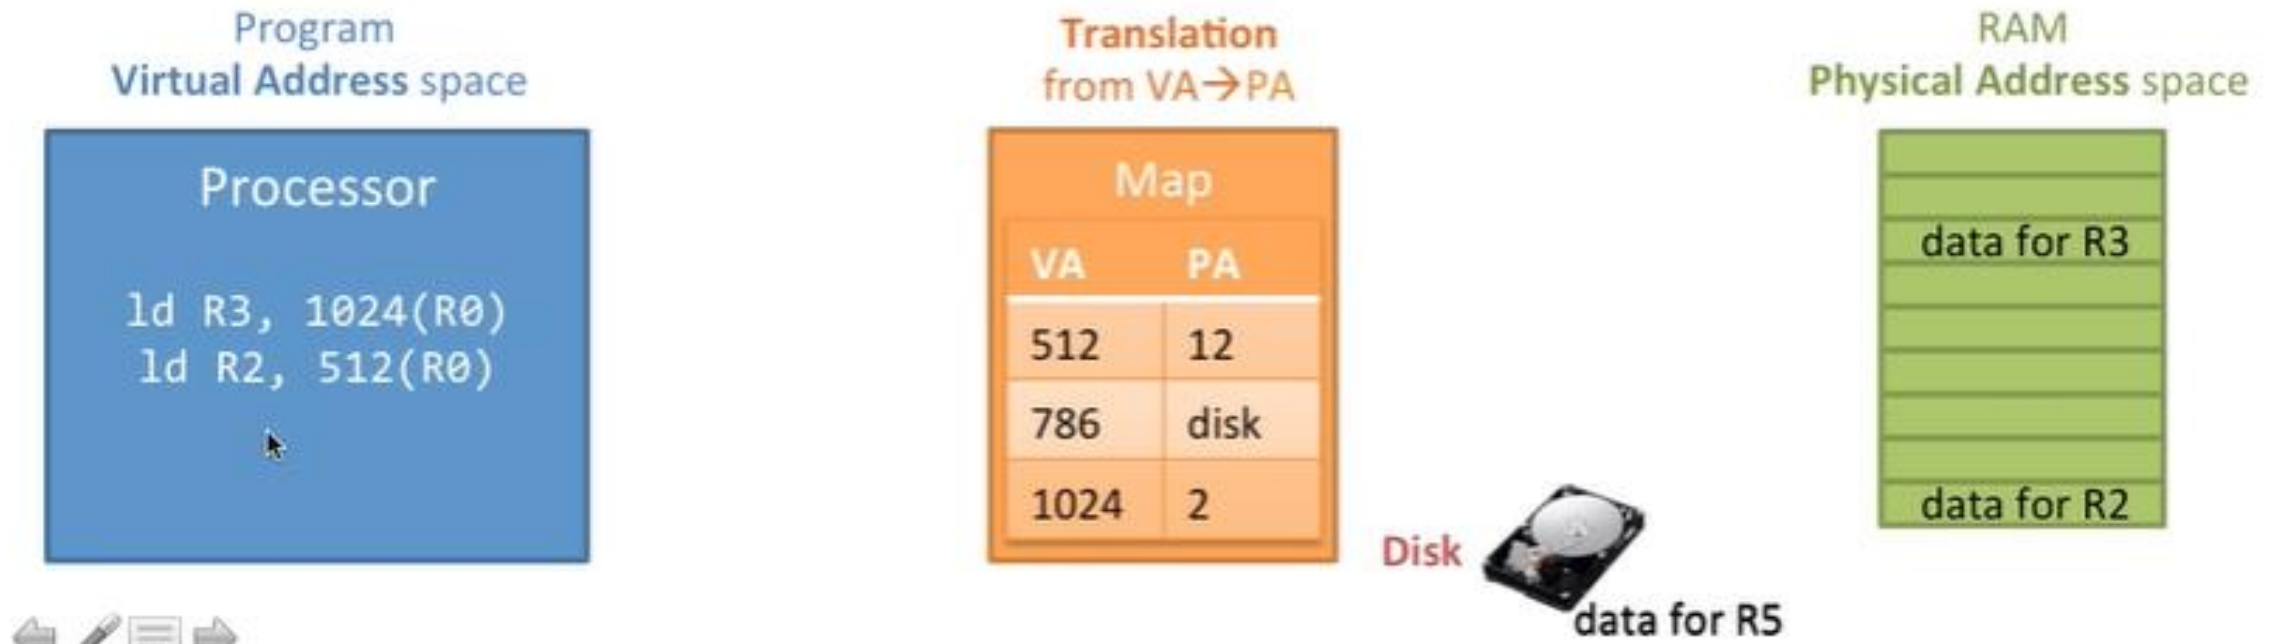 Program
Virtual Address space
Processor
ld R3, 1024(R0)
ld R2, 512(R0)
Translation
from VA→PA
Map
VA PA
512 12
786 disk
1024 2
Disk
data for R5
RAM
Physical Address space
data for R3
data for R2